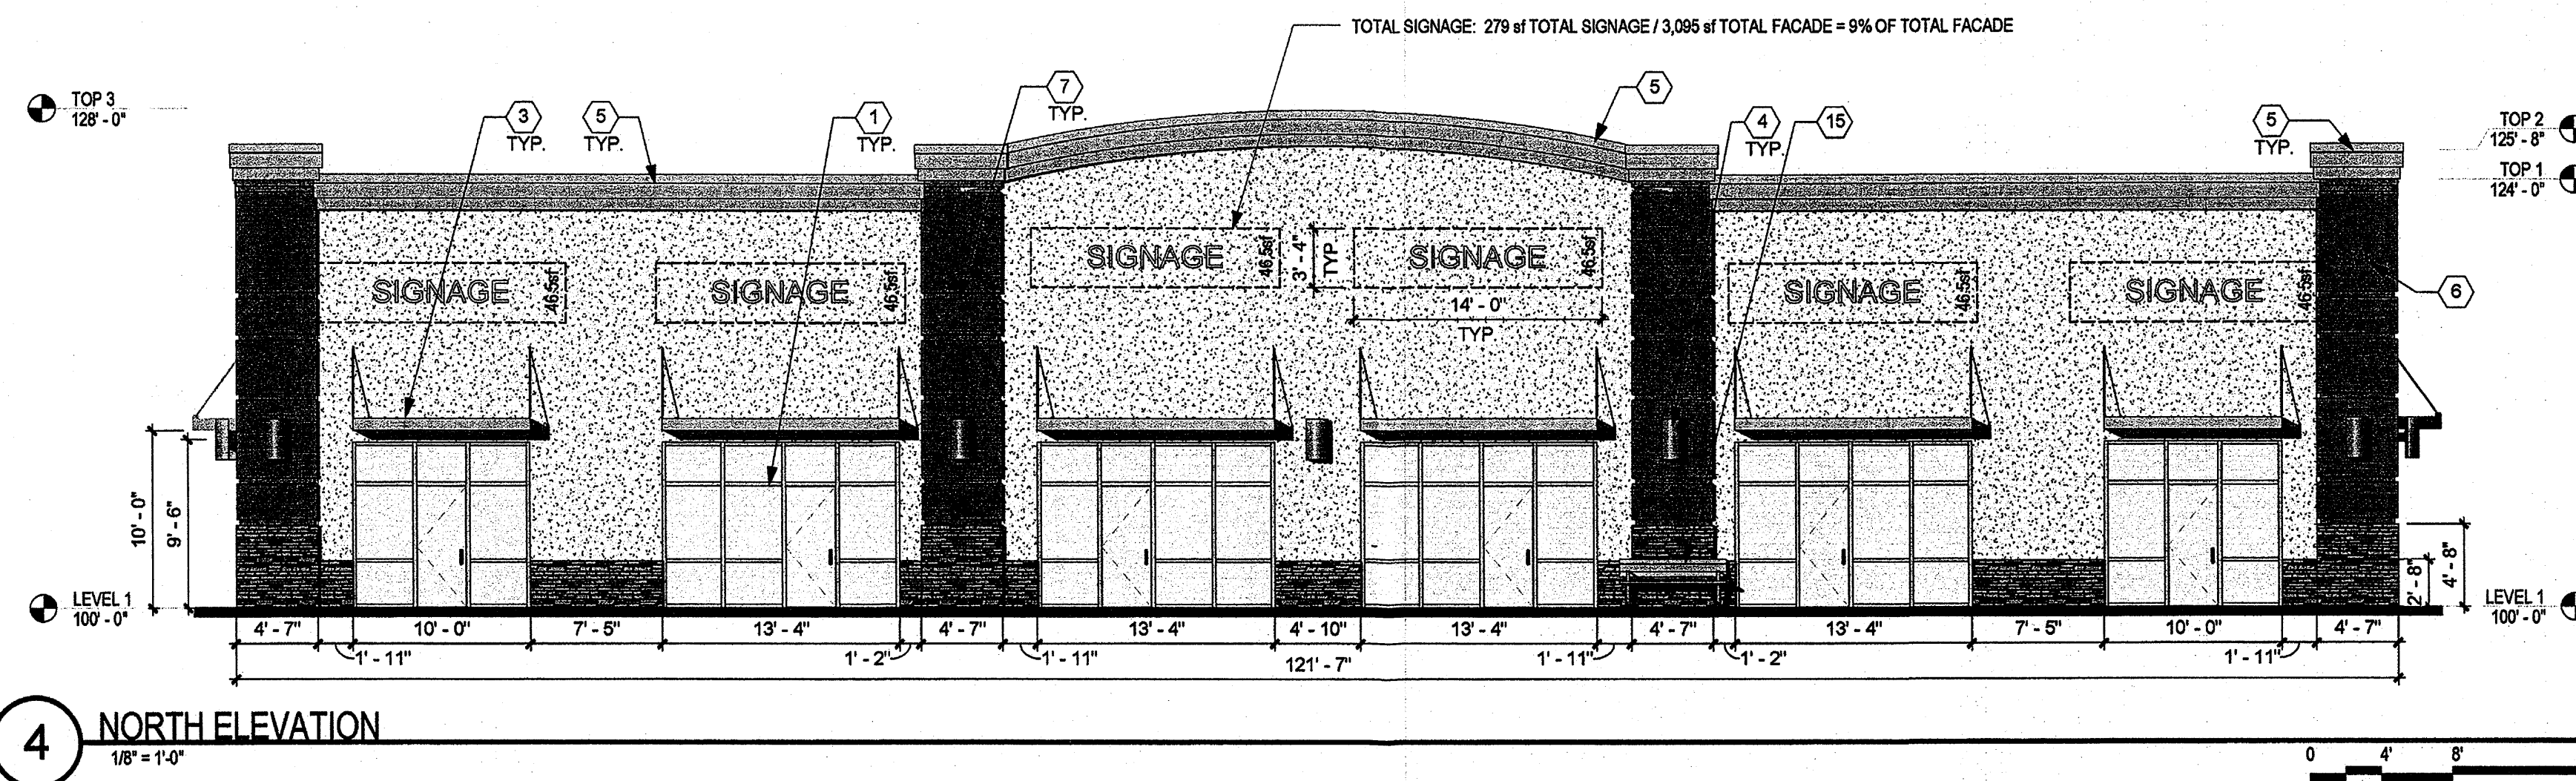 TOTAL SIGNAGE: 279 sf TOTAL SIGNAGE / 3,095 sf TOTAL FACADE = 9% OF TOTAL FACADE
TOP 3
128' - 0"
3
TYP.
5
TYP.
1
TYP.
7
TYP.
5
4
TYP.
15
5
TYP.
TOP 2
125' - 8"
TOP 1
124' - 0"
SIGNAGE
46.5sf
SIGNAGE
46.5sf
SIGNAGE
46.5sf
3' - 4"
TYP
SIGNAGE
46.5sf
14' - 0"
TYP
SIGNAGE
46.5sf
SIGNAGE
46.5sf
6
10' - 0"
9' - 6"
2' - 8"
4' - 8"
LEVEL 1
100' - 0"
LEVEL 1
100' - 0"
4' - 7" 10' - 0" 7' - 5" 13' - 4" 4' - 7" 13' - 4" 4' - 10" 13' - 4" 4' - 7" 13' - 4" 7' - 5" 10' - 0" 4' - 7"
1' - 11" 1' - 2" 1' - 11" 121' - 7" 1' - 11" 1' - 2" 1' - 11"
4
NORTH ELEVATION
1/8" = 1'-0"
0 4' 8'